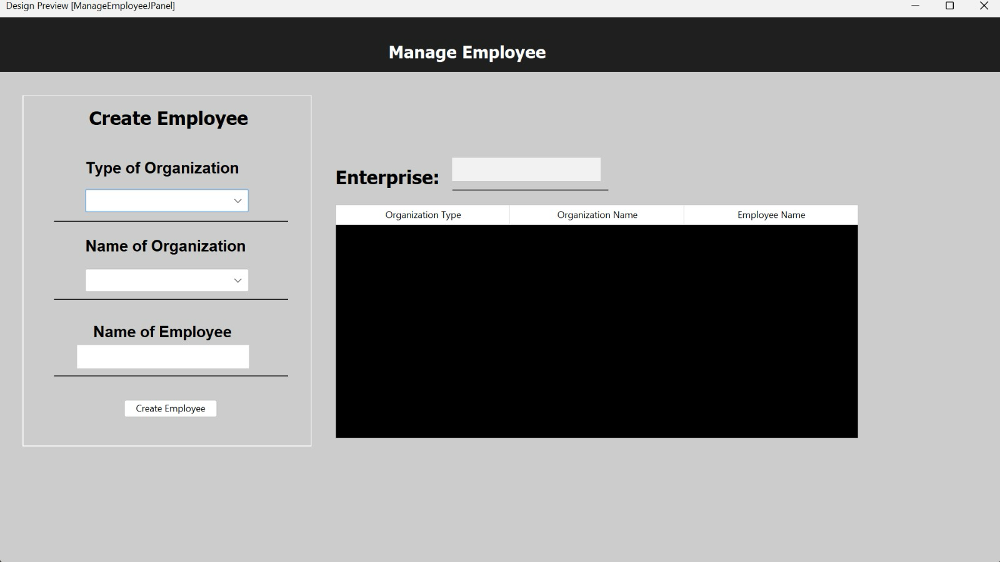 Design Preview [ManageEmployeeJPanel]
Manage Employee
Create Employee
Type of Organization
Name of Organization
Name of Employee
Create Employee
Enterprise:
Organization Type
Organization Name
Employee Name